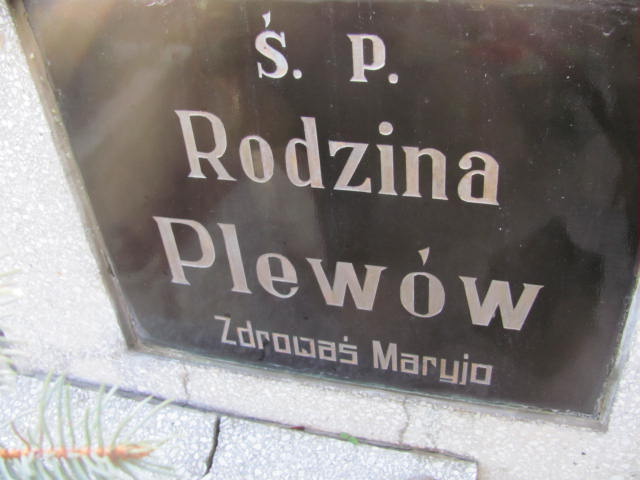 Ś. P.
Rodzina
Plewów
Zdrowaś Maryjo